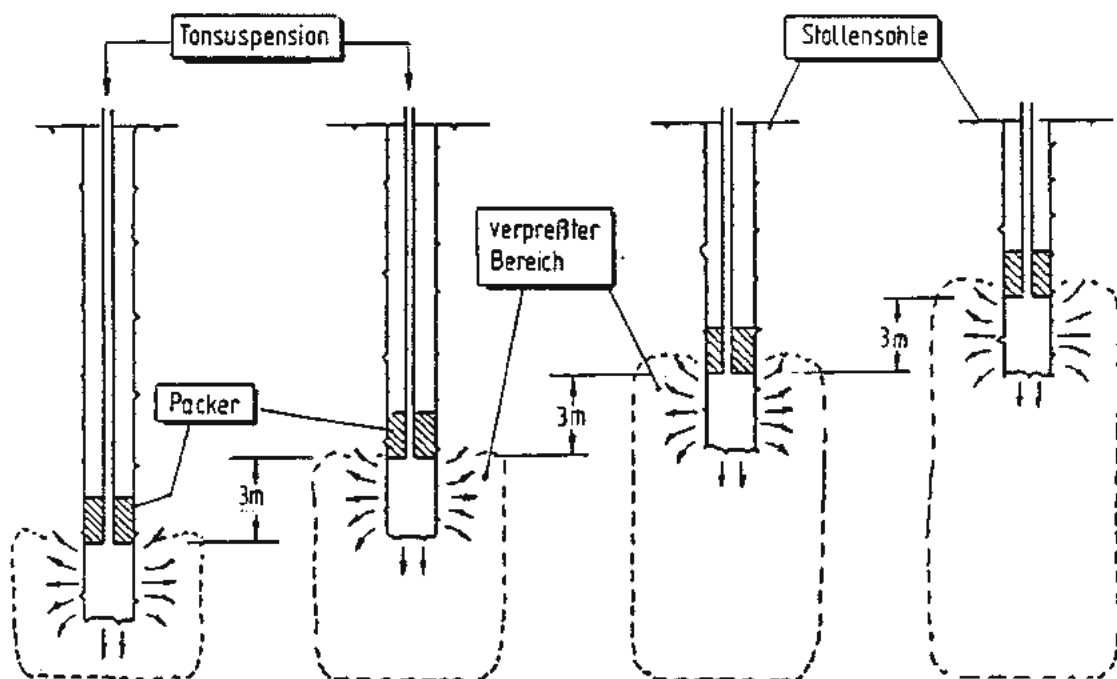 Tonsuspension
Stollensohle
verpreßter
Bereich
Packer
3m
3m
3m